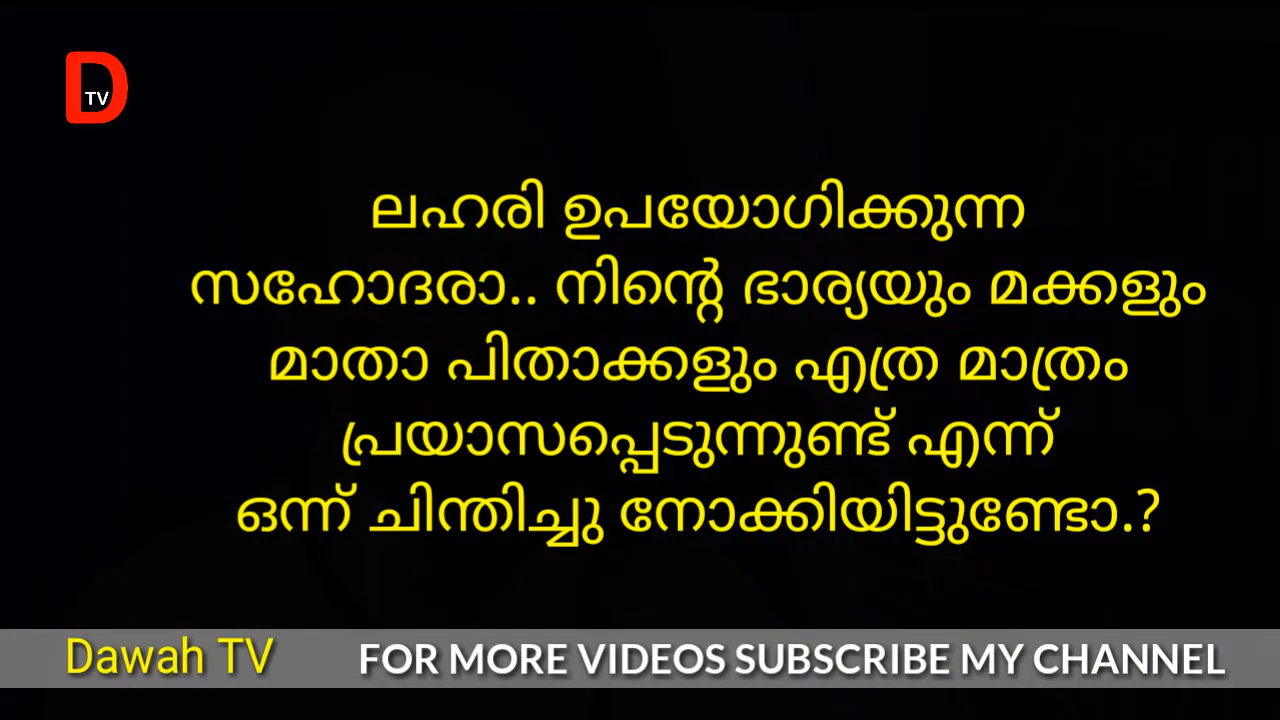 D
TV
ലഹരി ഉപയോഗിക്കുന്ന
സഹോദരാ.. നിന്റെ ഭാര്യയും മക്കളും
മാതാ പിതാക്കളും എത്ര മാത്രം
പ്രയാസപ്പെടുന്നുണ്ട് എന്ന്
ഒന്ന് ചിന്തിച്ചു നോക്കിയിട്ടുണ്ടോ.?
Dawah TV FOR MORE VIDEOS SUBSCRIBE MY CHANNEL